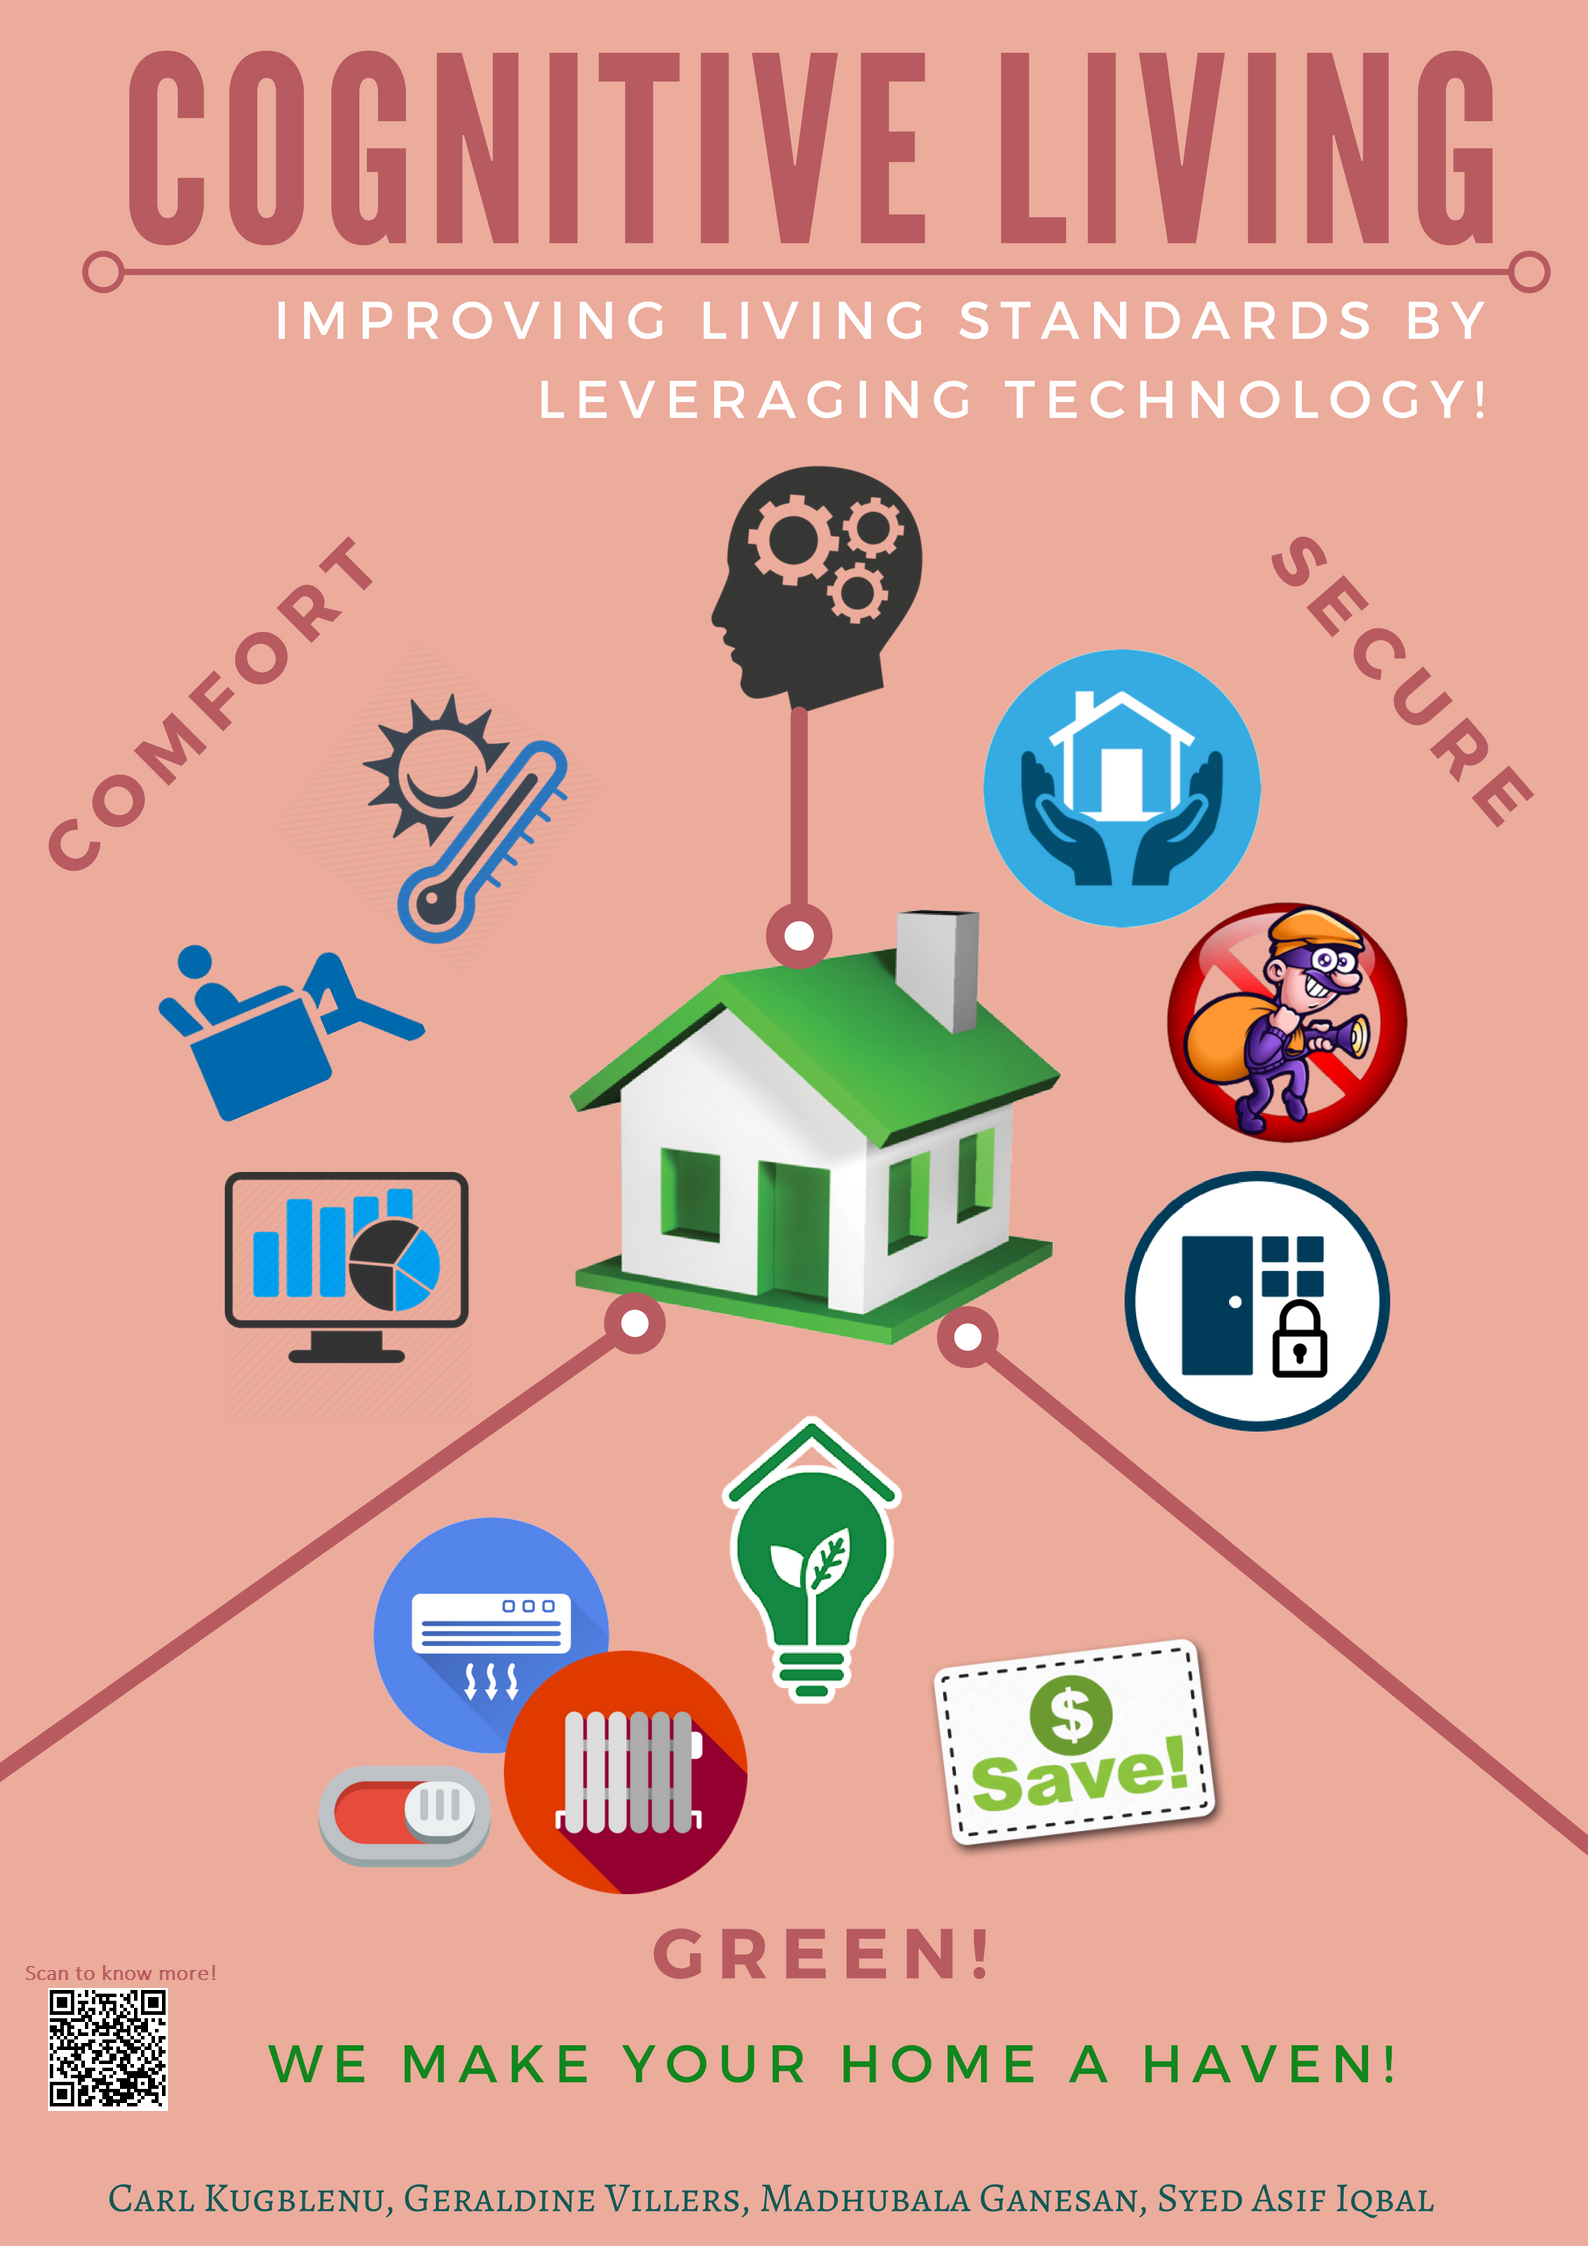 COGNITIVE LIVING
IMPROVING LIVING STANDARDS BY
LEVERAGING TECHNOLOGY!
COMFORT
SECURE
$
Save!
GREEN!
Scan to know more!
WE MAKE YOUR HOME A HAVEN!
CARL KUGBLENU, GERALDINE VILLERS, MADHUBALA GANESAN, SYED ASIF IQBAL